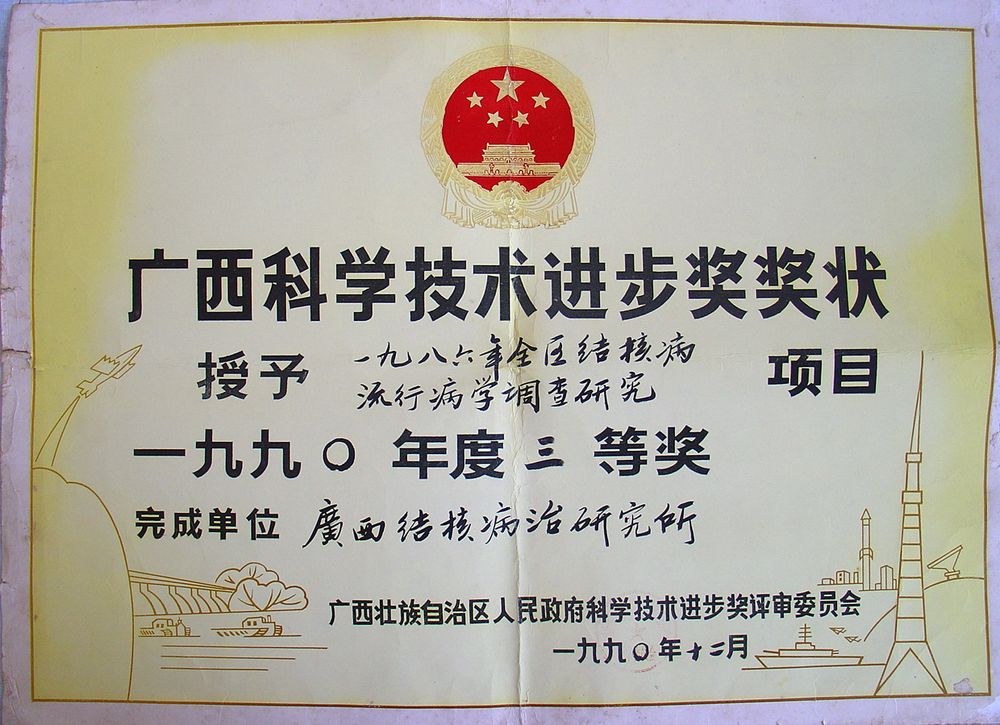 广西科学技术进步奖奖状
授予 一九八六年全区结核病
流行病学调查研究 项目
一九九〇年度三等奖
完成单位 廣西结核病治研究所
广西壮族自治区人民政府科学技术进步奖评审委员会
一九九〇年十二月